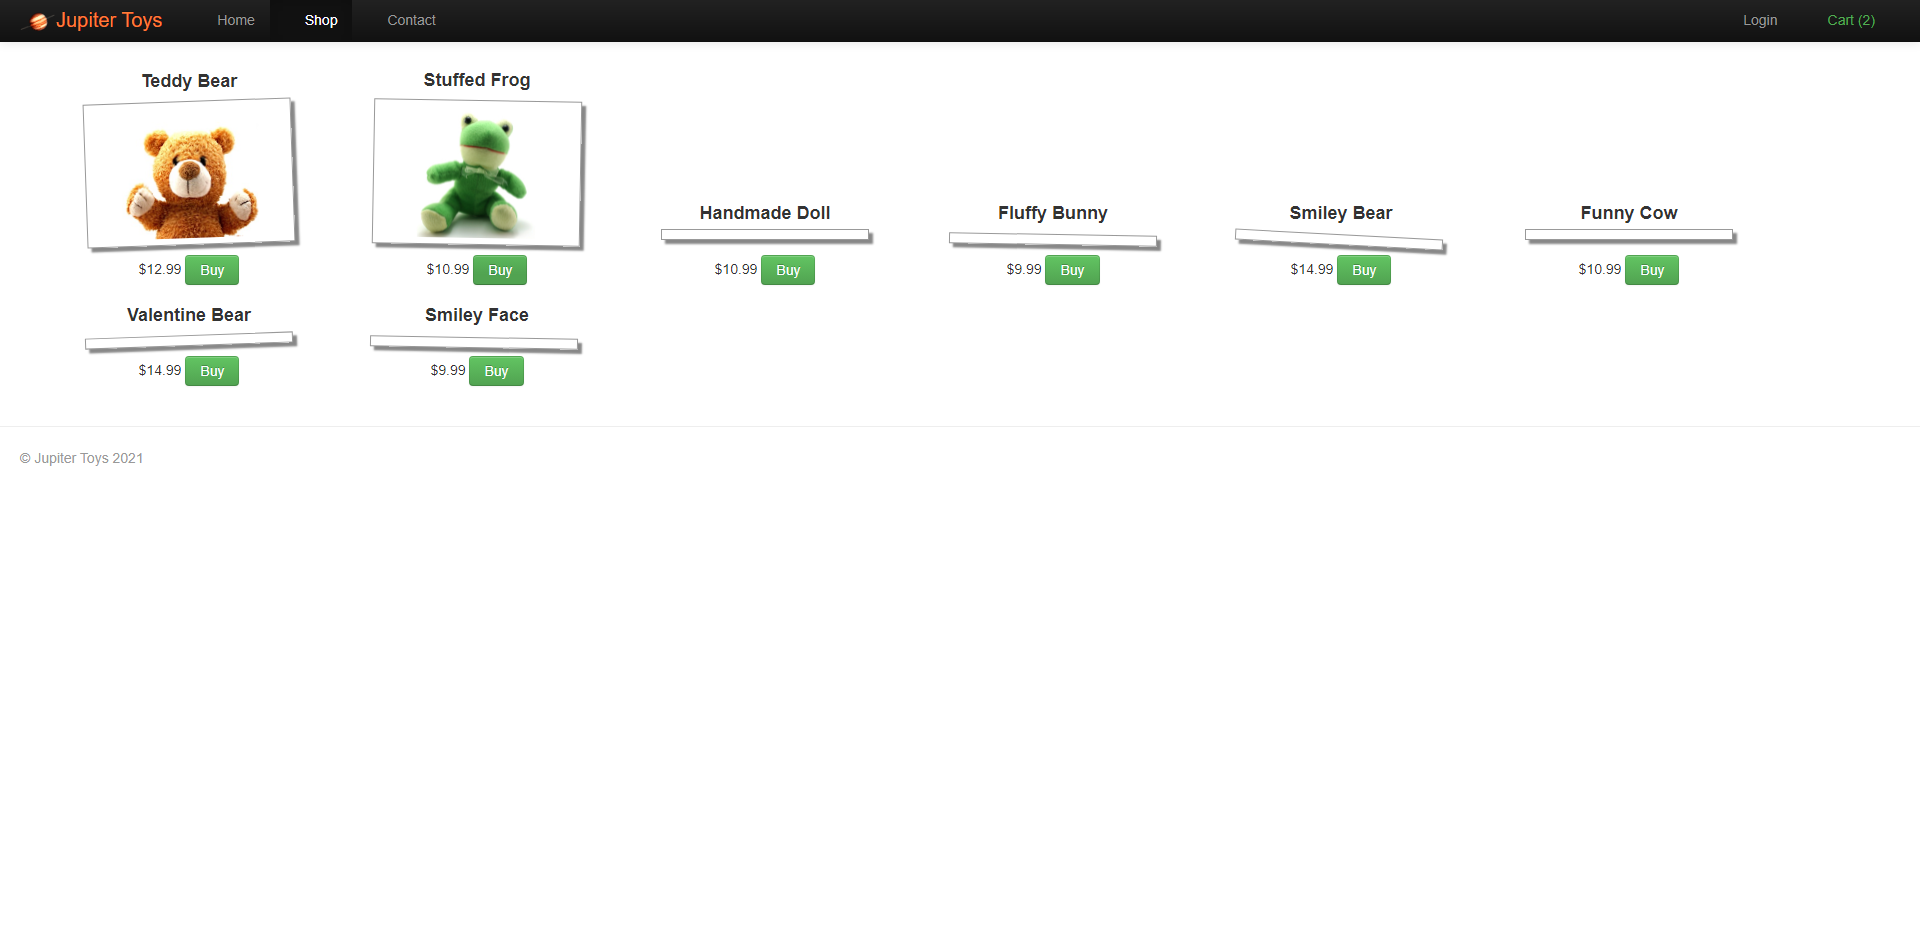 Jupiter Toys Home Shop Contact Login Cart (2)
Teddy Bear Stuffed Frog
Handmade Doll Fluffy Bunny Smiley Bear Funny Cow
$12.99 Buy $10.99 Buy $10.99 Buy $9.99 Buy $14.99 Buy $10.99 Buy
Valentine Bear Smiley Face
$14.99 Buy $9.99 Buy
© Jupiter Toys 2021